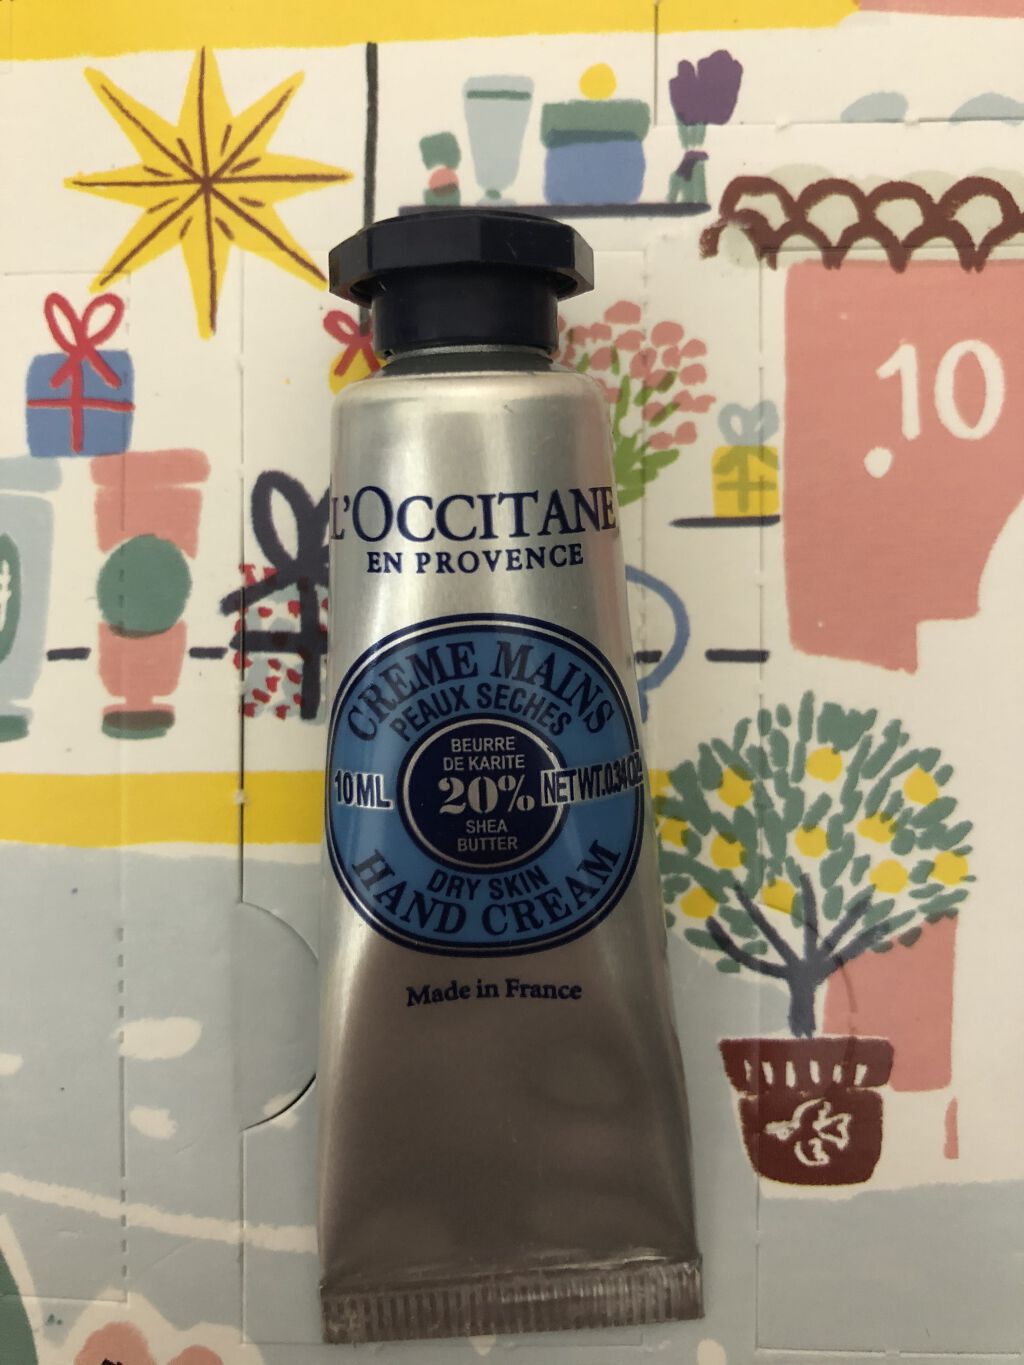 10
L'OCCITANE
EN PROVENCE
CREME MAINS
PEAUX SECHES
BEURRE
DE KARITE
10 ML
20%
NET WT. 0.34 OZ
SHEA
BUTTER
DRY SKIN
HAND CREAM
Made in France